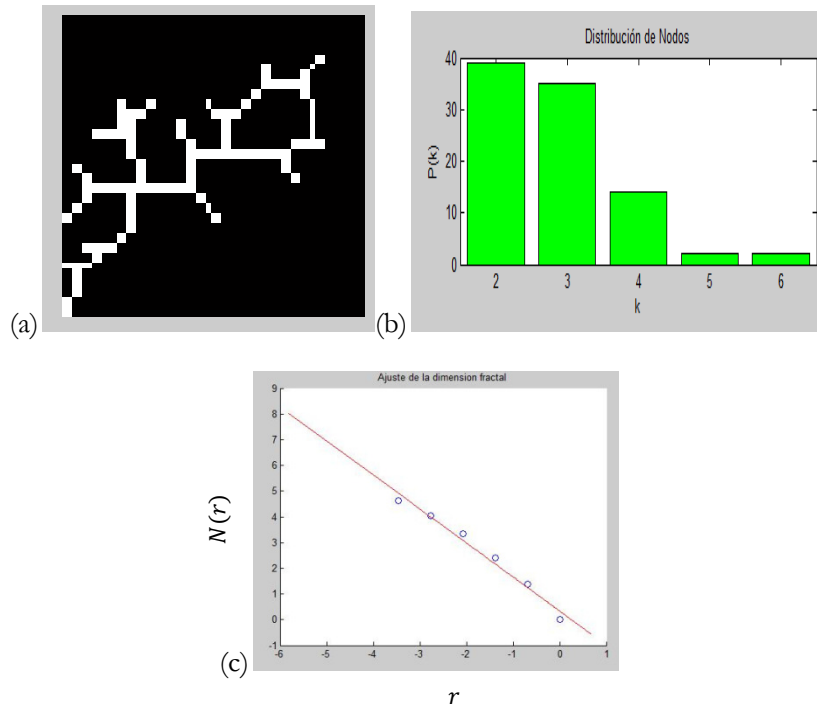 Distribución de Nodos
40
30
20
10
0
P(k)
2 3 4 5 6
k
(a)
(b)
Ajuste de la dimension fractal
9
8
7
6
5
4
3
2
1
0
-1
N(r)
-6 -5 -4 -3 -2 -1 0 1
(c)
r